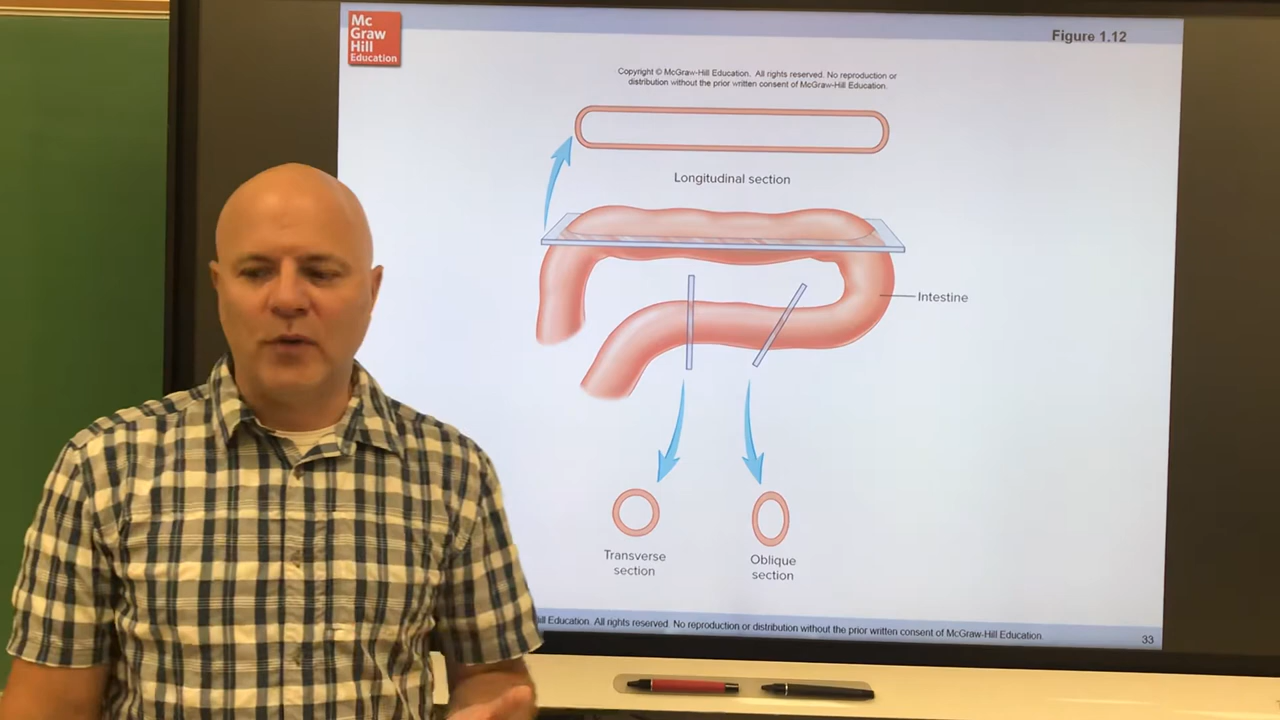 Mc
Graw
Hill
Education
Figure 1.12
Copyright © McGraw-Hill Education. All rights reserved. No reproduction or
distribution without the prior written consent of McGraw-Hill Education.
Longitudinal section
Intestine
Transverse
section
Oblique
section
Education. All rights reserved. No reproduction or distribution without the prior written consent of McGraw-Hill Education.
33